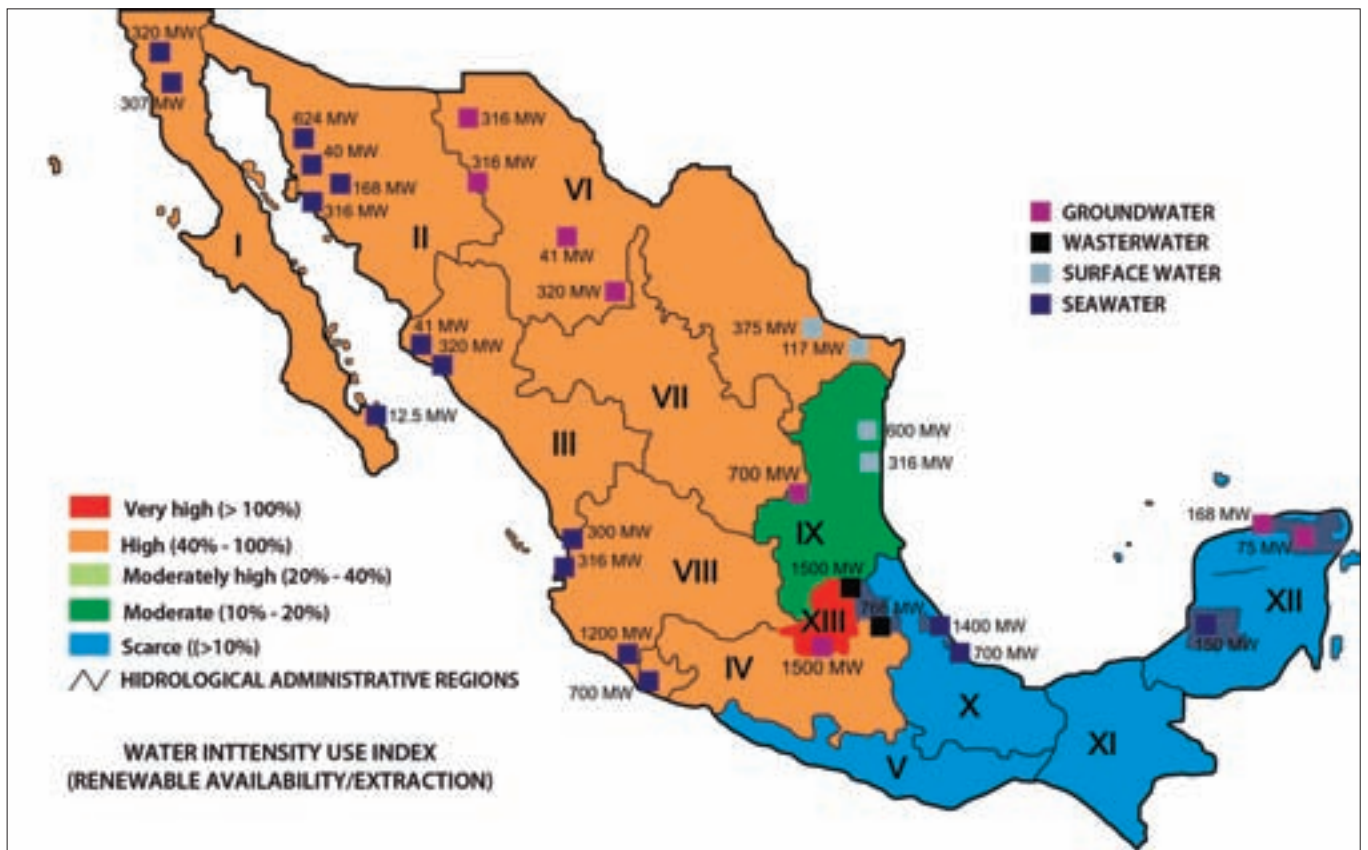 320 MW
307 MW
624 MW
40 MW
168 MW
316 MW
316 MW
316 MW
VI
41 MW
320 MW
I
II
GROUNDWATER
WASTERWATER
SURFACE WATER
SEAWATER
41 MW
320 MW
12.5 MW
375 MW
117 MW
VII
III
600 MW
316 MW
700 MW
IX
168 MW
75 MW
XII
150 MW
Very high (> 100%)
High (40% - 100%)
Moderately high (20% - 40%)
Moderate (10% - 20%)
Scarce ((>10%)
HIDROLOGICAL ADMINISTRATIVE REGIONS
300 MW
316 MW
VIII
1500 MW
XIII
1500 MW
1400 MW
700 MW
1200 MW
700 MW
IV
X
XI
V
WATER INTTENSITY USE INDEX
(RENEWABLE AVAILABILITY/EXTRACTION)